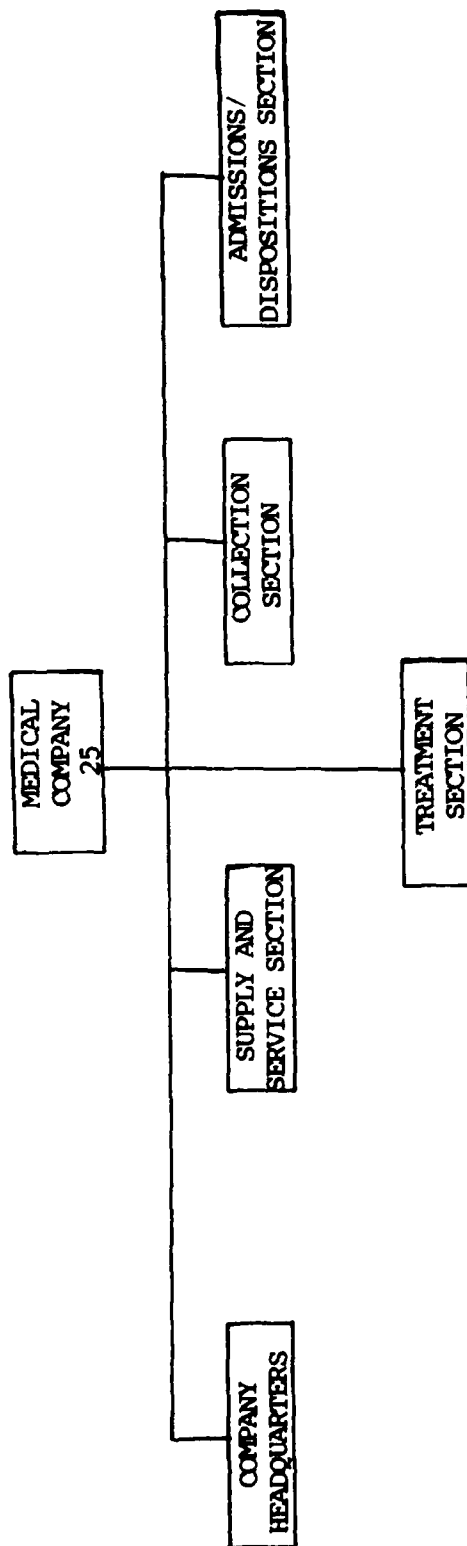 MEDICAL
COMPANY
25
COMPANY
HEADQUARTERS
SUPPLY AND
SERVICE SECTION
COLLECTION
SECTION
ADMISSIONS/
DISPOSITIONS SECTION
TREATMENT
SECTION